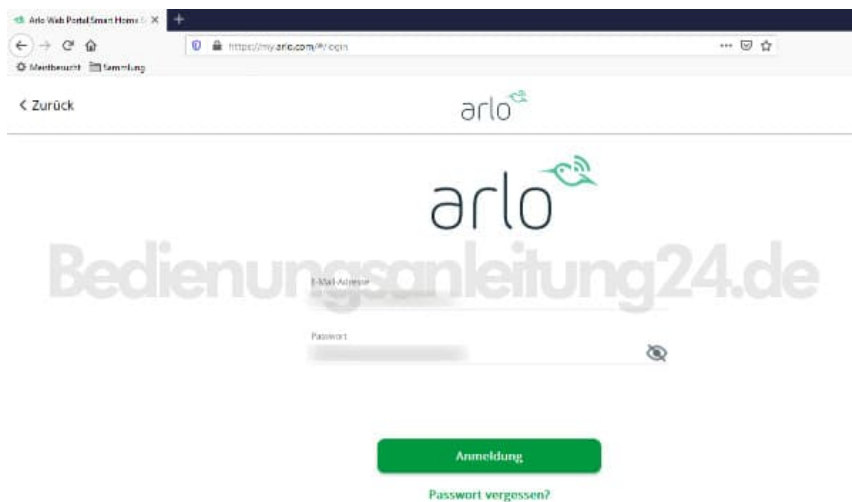 Arlo Web Portal Smart Home S
https://my.arlo.com/#/login
Meistbesucht Sammlung
Zurück
arlo
arlo
Bedienungsanleitung24.de
E-Mail-Adresse
Passwort
Anmeldung
Passwort vergessen?